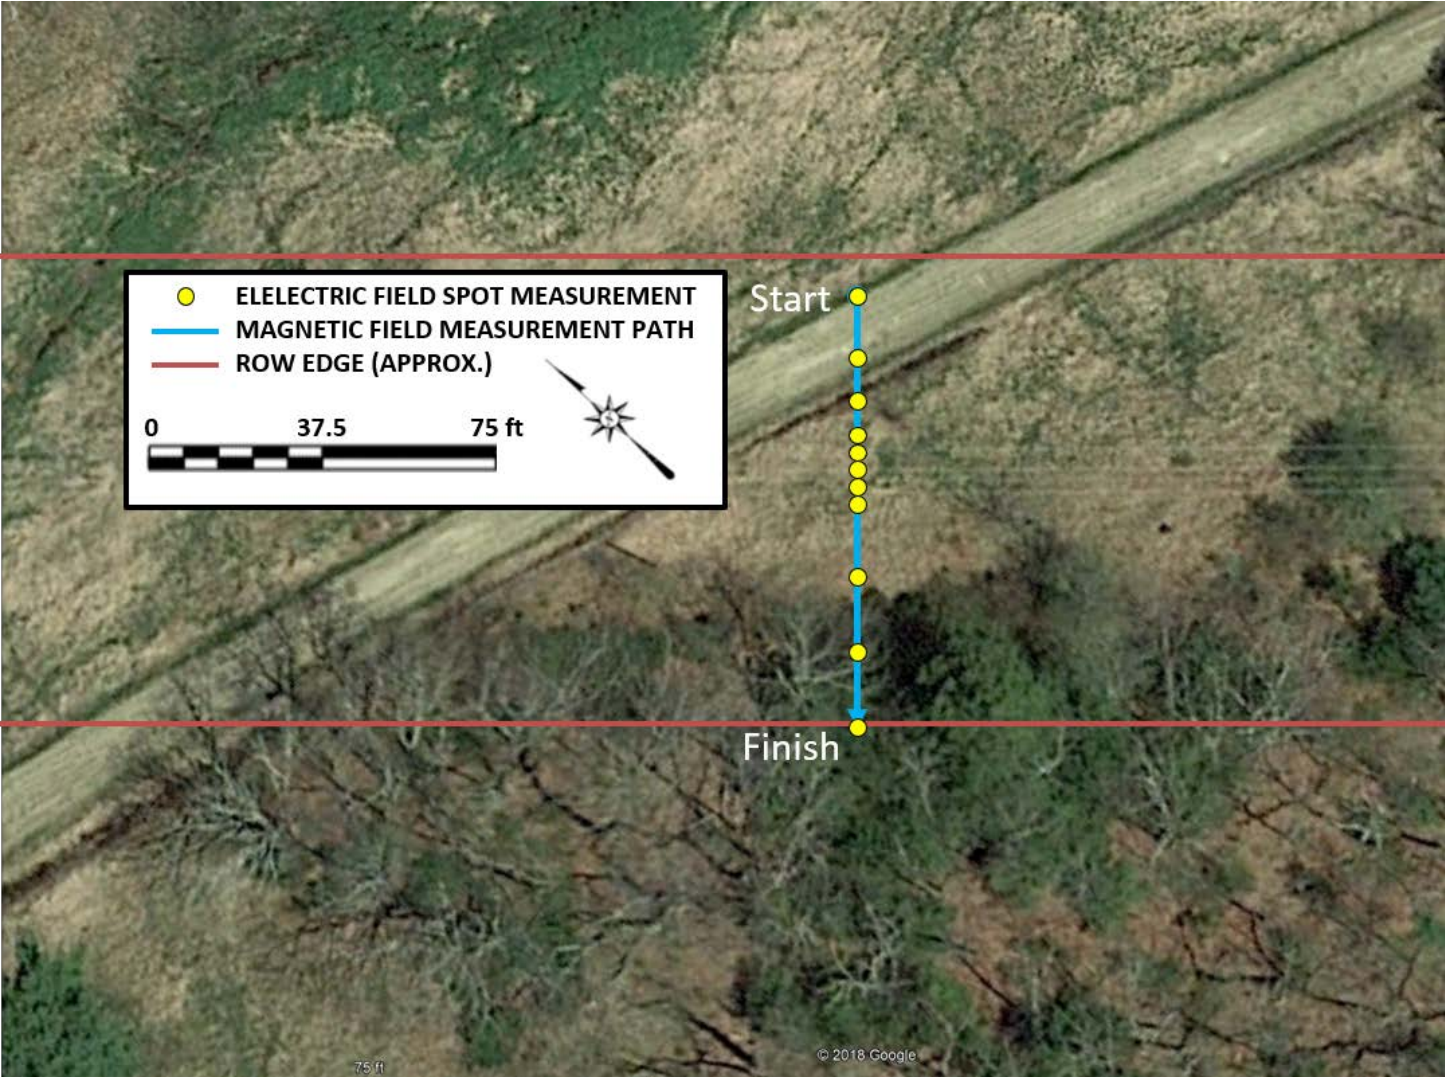 ELELECTRIC FIELD SPOT MEASUREMENT
MAGNETIC FIELD MEASUREMENT PATH
ROW EDGE (APPROX.)
0 37.5 75 ft
Start
Finish
© 2018 Google
75 ft